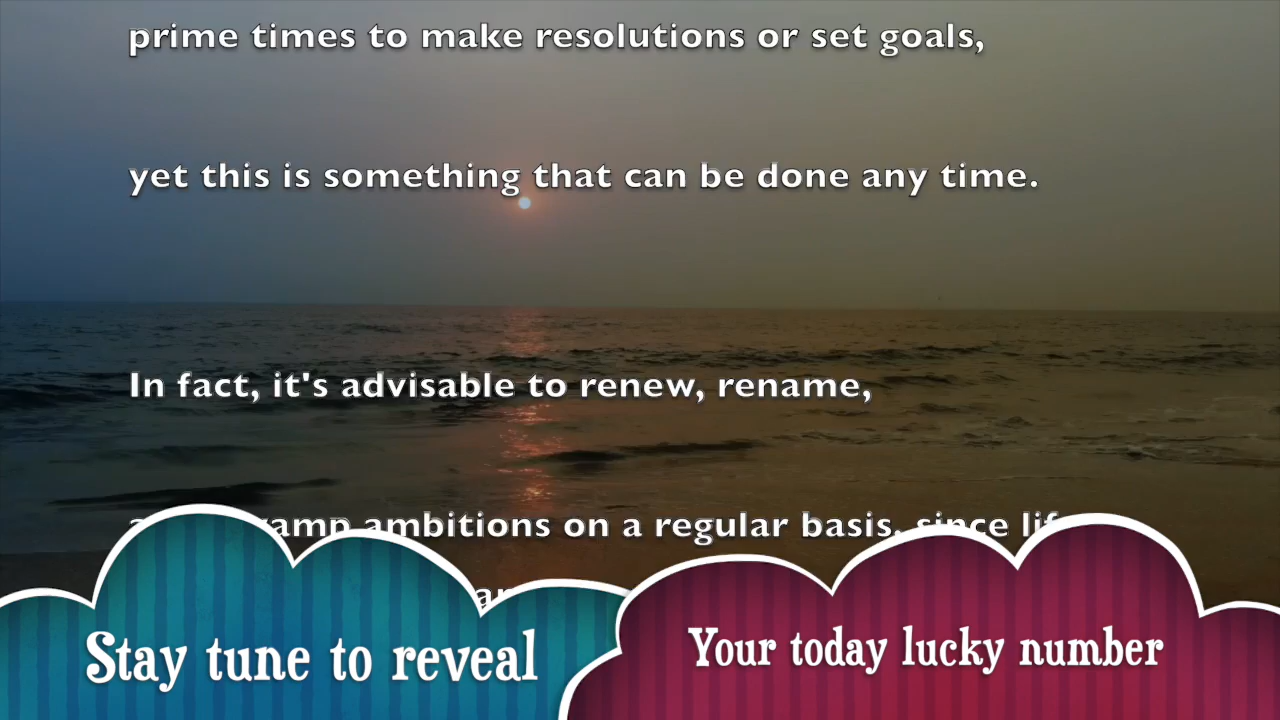 prime times to make resolutions or set goals,
yet this is something that can be done any time.
In fact, it's advisable to renew, rename,
ambitions on a regular basis, since
Stay tune to reveal
Your today lucky number